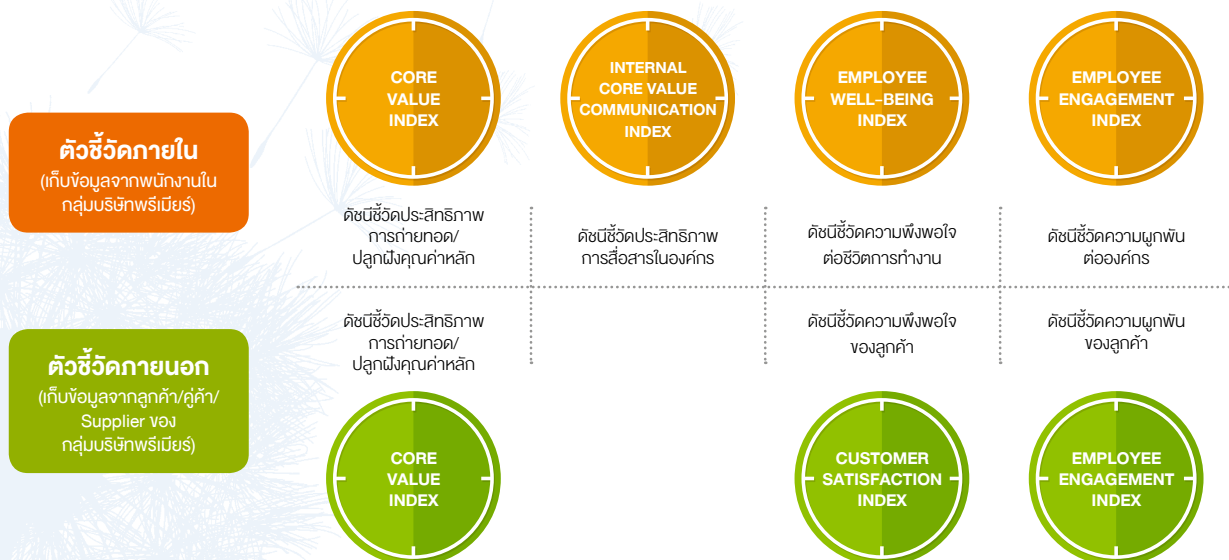 CORE
VALUE
INDEX
INTERNAL
CORE VALUE
COMMUNICATION
INDEX
EMPLOYEE
WELL-BEING
INDEX
EMPLOYEE
ENGAGEMENT
INDEX
ตัวชี้วัดภายใน
(เก็บข้อมูลจากพนักงานใน
กลุ่มบริษัทพรีเมียร์)
ดัชนีชี้วัดประสิทธิภาพ
การถ่ายทอด/
ปลูกฝังคุณค่าหลัก
ดัชนีชี้วัดประสิทธิภาพ
การสื่อสารในองค์กร
ดัชนีชี้วัดความพึงพอใจ
ต่อชีวิตการทำงาน
ดัชนีชี้วัดความผูกพัน
ต่อองค์กร
ตัวชี้วัดภายนอก
(เก็บข้อมูลจากลูกค้า/คู่ค้า/
Supplier ของ
กลุ่มบริษัทพรีเมียร์)
ดัชนีชี้วัดประสิทธิภาพ
การถ่ายทอด/
ปลูกฝังคุณค่าหลัก
ดัชนีชี้วัดความพึงพอใจ
ของลูกค้า
ดัชนีชี้วัดความผูกพัน
ของลูกค้า
CORE
VALUE
INDEX
CUSTOMER
SATISFACTION
INDEX
EMPLOYEE
ENGAGEMENT
INDEX